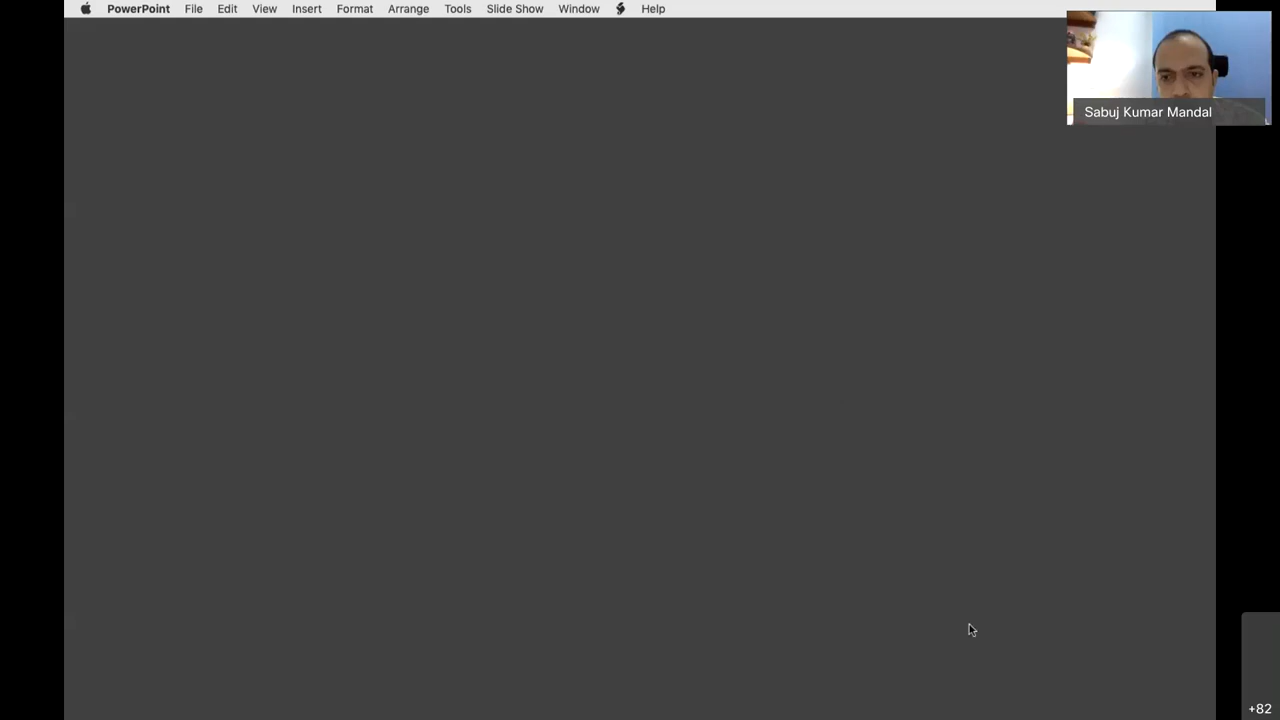 PowerPoint File Edit View Insert Format Arrange Tools Slide Show Window Help
Sabuj Kumar Mandal
+82